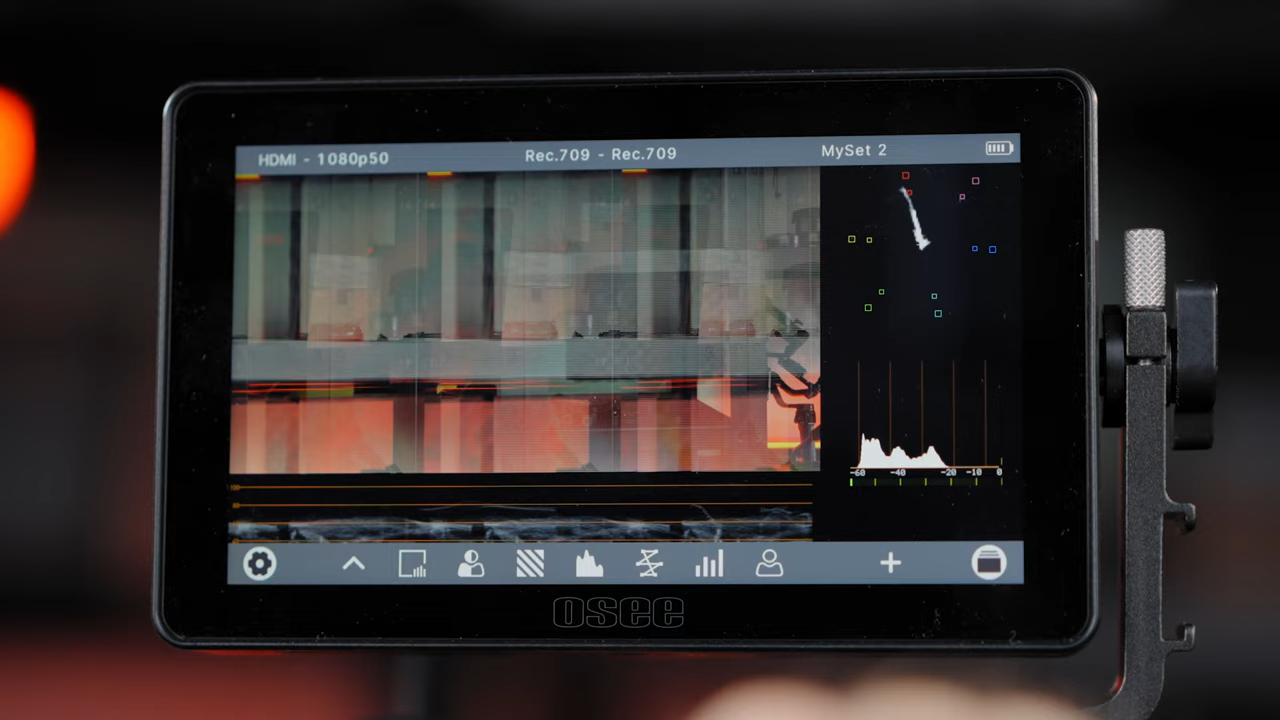 HDMI - 1080p50
Rec.709 - Rec.709
MySet 2
-60 -40 -20 -10 0
osee